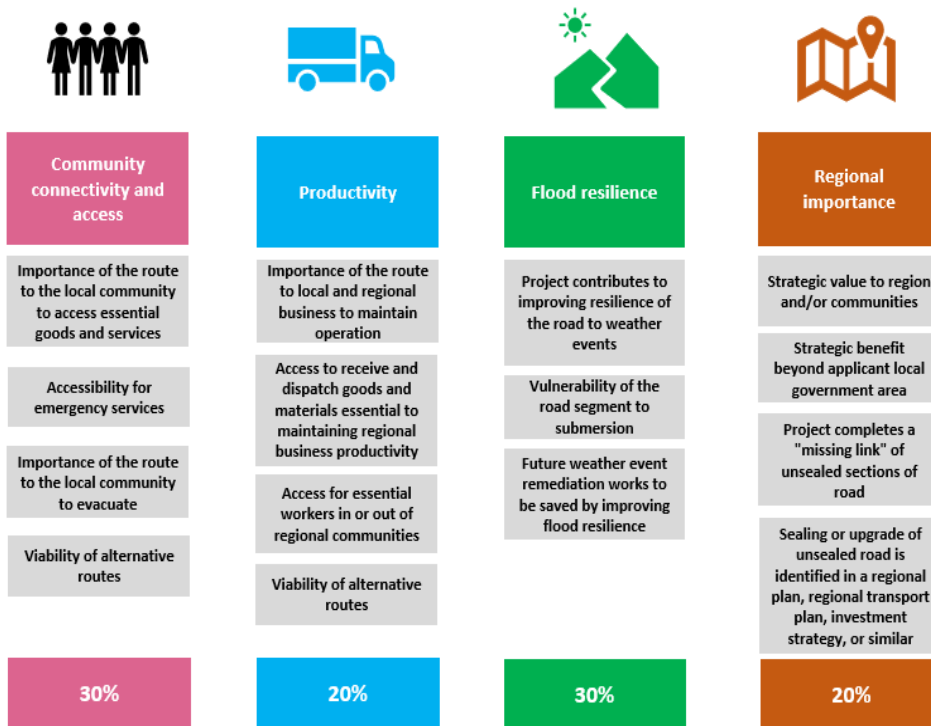 Community
connectivity and
access
Importance of the route
to the local community
to access essential
goods and services
Accessibility for
emergency services
Importance of the route
to the local community
to evacuate
Viability of alternative
routes
30%
Productivity
Importance of the route
to local and regional
business to maintain
operation
Access to receive and
dispatch goods and
materials essential to
maintaining regional
business productivity
Access for essential
workers in or out of
regional communities
Viability of alternative
routes
20%
Flood resilience
Project contributes to
improving resilience of
the road to weather
events
Vulnerability of the
road segment to
submersion
Future weather event
remediation works to
be saved by improving
flood resilience
30%
Regional
importance
Strategic value to region
and/or communities
Strategic benefit
beyond applicant local
government area
Project completes a
"missing link" of
unsealed sections of
road
Sealing or upgrade of
unsealed road is
identified in a regional
plan, regional transport
plan, investment
strategy, or similar
20%